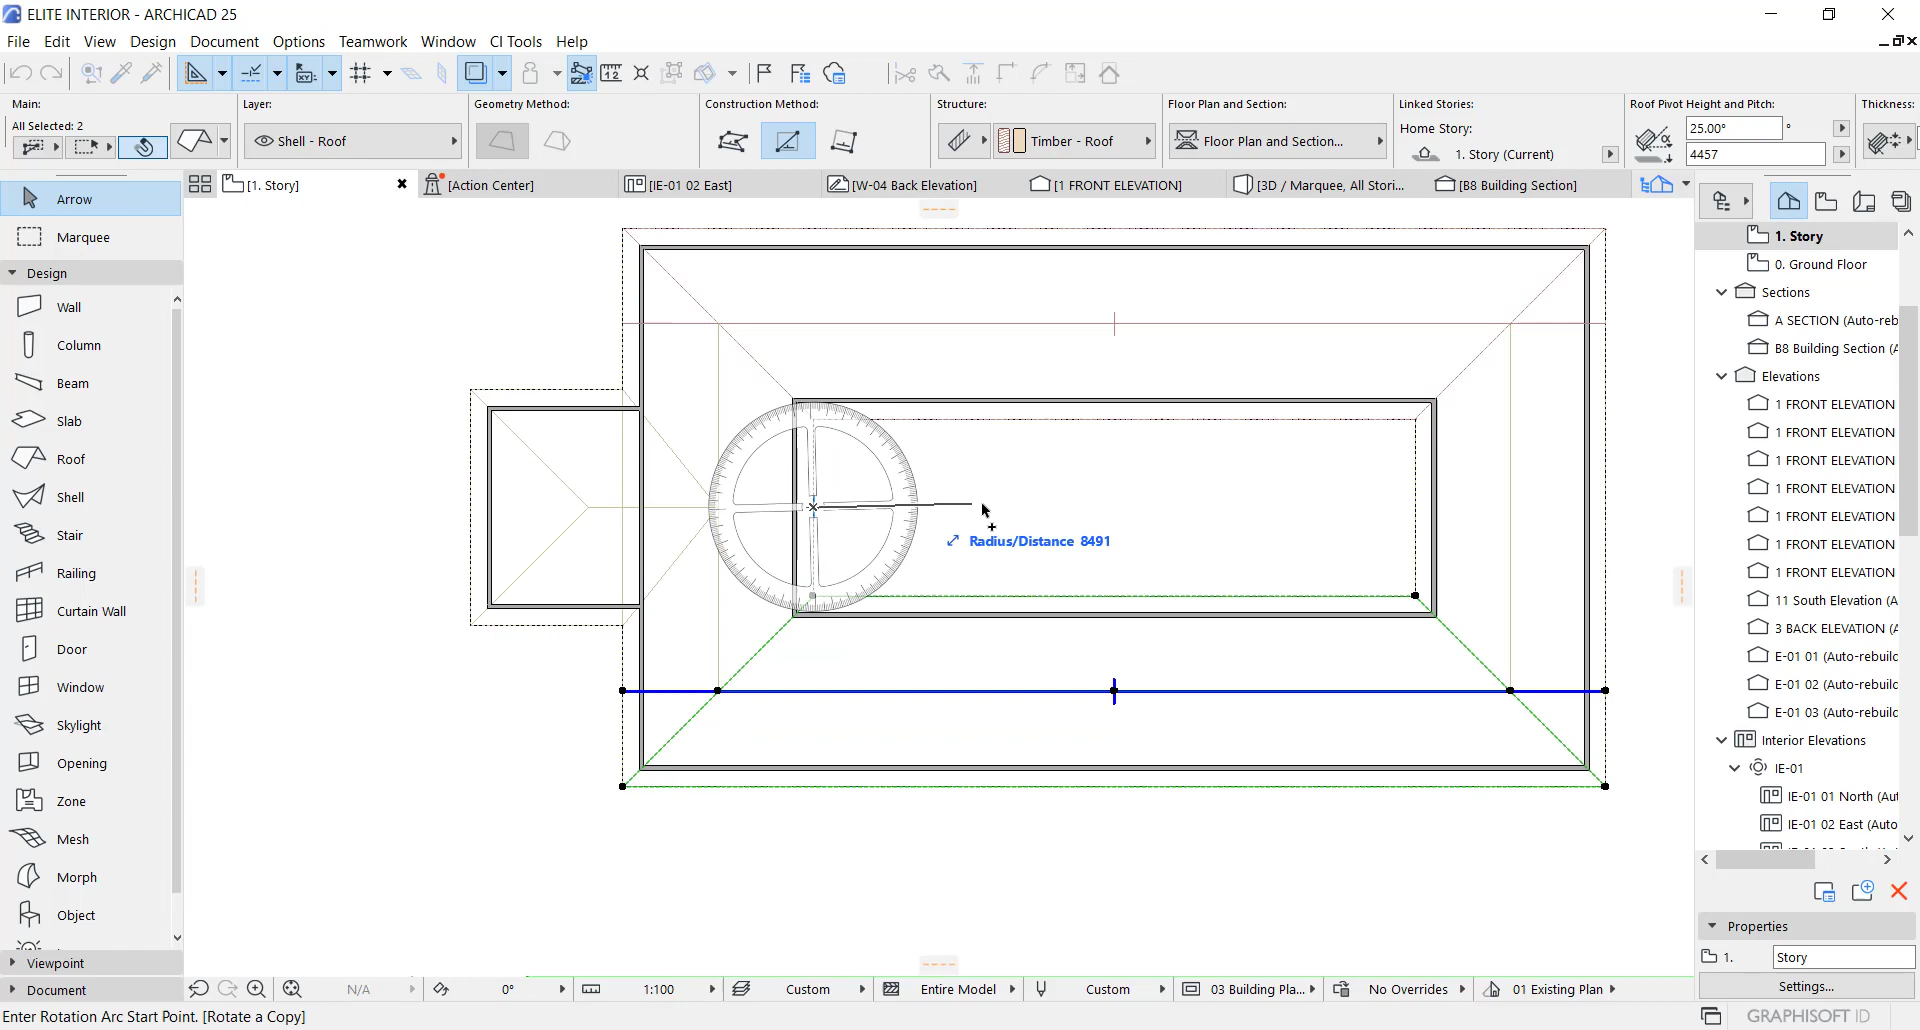 ELITE INTERIOR - ARCHICAD 25
File Edit View Design Document Options Teamwork Window CI Tools Help
Main: Layer: Geometry Method: Construction Method: Structure: Floor Plan and Section: Linked Stories: Roof Pivot Height and Pitch: Thickness:
All Selected: 2
Shell - Roof
Timber - Roof
Floor Plan and Section...
Home Story:
1. Story (Current)
25.00°
°
4457
[1. Story]
[Action Center]
[IE-01 02 East]
[W-04 Back Elevation]
[1 FRONT ELEVATION]
[3D / Marquee, All Stori...
[B8 Building Section]
Arrow
Marquee
Design
Wall
Column
Beam
Slab
Roof
Shell
Stair
Railing
Curtain Wall
Door
Window
Skylight
Opening
Zone
Mesh
Morph
Object
Viewpoint
Document
Radius/Distance 8491
1. Story
0. Ground Floor
Sections
A SECTION (Auto-reb
B8 Building Section (A
Elevations
1 FRONT ELEVATION
1 FRONT ELEVATION
1 FRONT ELEVATION
1 FRONT ELEVATION
1 FRONT ELEVATION
1 FRONT ELEVATION
1 FRONT ELEVATION
11 South Elevation (A
3 BACK ELEVATION (A
E-01 01 (Auto-rebuilc
E-01 02 (Auto-rebuilc
E-01 03 (Auto-rebuilc
Interior Elevations
IE-01
IE-01 01 North (Aut
IE-01 02 East (Auto
Properties
1. Story
Settings...
N/A 0° 1:100 Custom Entire Model Custom 03 Building Pla... No Overrides 01 Existing Plan
Enter Rotation Arc Start Point. [Rotate a Copy]
GRAPHISOFT ID